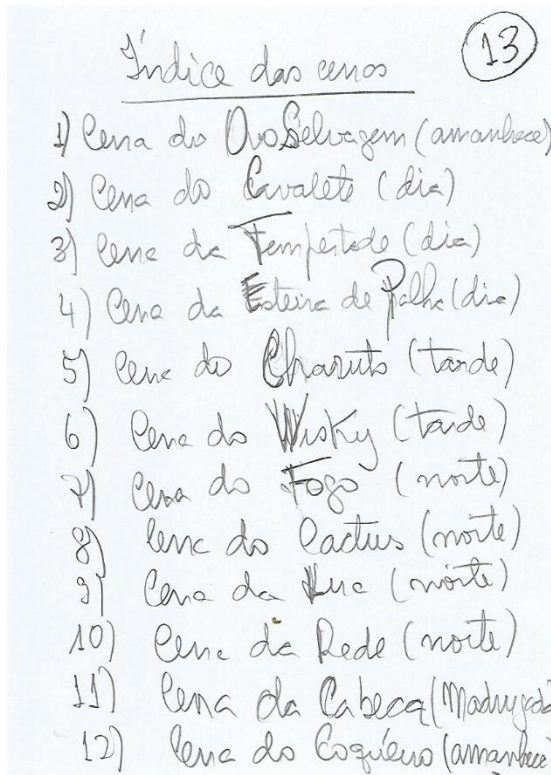 Índice das cenas
13
1) Cena do Ovo Selvagem (amanhece)
2) Cena do Cavalete (dia)
3) Cena da Tempestade (dia)
4) Cena da Esteira de Palha (dia)
5) Cena do Charuto (tarde)
6) Cena do Wisky (tarde)
7) Cena do Fogo (noite)
8) Cena do Cactus (noite)
9) Cena da Lua (noite)
10) Cena da Rede (noite)
11) Cena da Cabeça (Madrugada
12) Cena do Coqueiro (amanhece